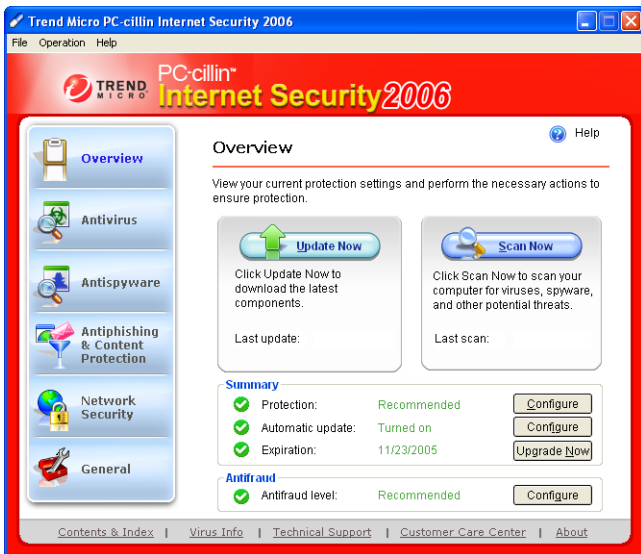 Trend Micro PC-cillin Internet Security 2006
File Operation Help
TREND MICRO
PC-cillin™
Internet Security 2006
Overview
Antivirus
Antispyware
Antiphishing
& Content
Protection
Network
Security
General
Help
Overview
View your current protection settings and perform the necessary actions to
ensure protection.
Update Now
Click Update Now to
download the latest
components.
Last update:
Scan Now
Click Scan Now to scan your
computer for viruses, spyware,
and other potential threats.
Last scan:
Summary
Protection: Recommended Configure
Automatic update: Turned on Configure
Expiration: 11/23/2005 Upgrade Now
Antifraud
Antifraud level: Recommended Configure
Contents & Index | Virus Info | Technical Support | Customer Care Center | About